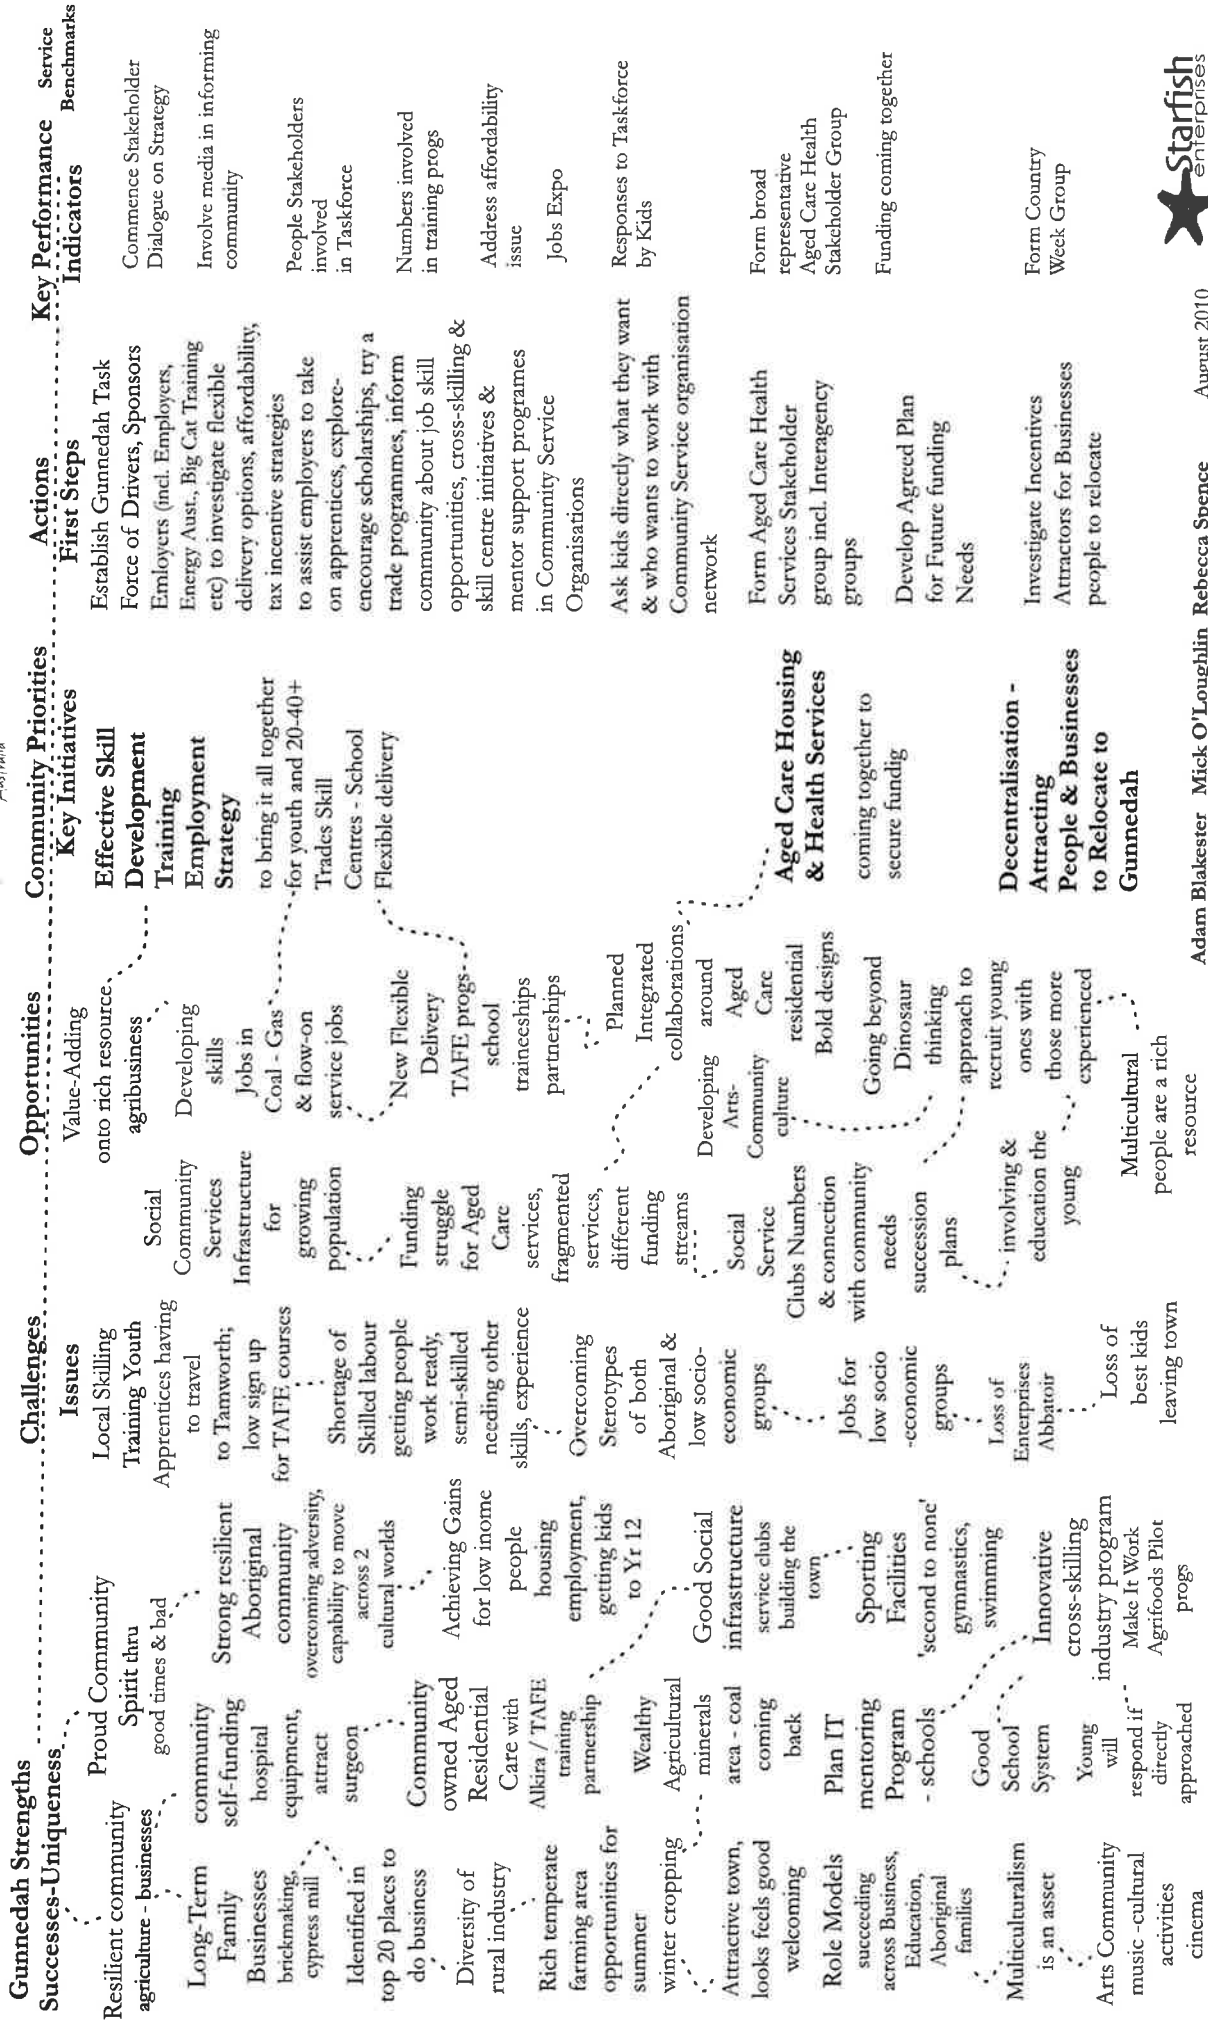 Gunnedah Strengths
Successes-Uniqueness
Resilient community
agriculture - businesses
Long-Term
Family
Businesses
brickmaking,
cypress mill
Identified in
top 20 places to
do business
Diversity of
rural industry
Rich temperate
farming area
opportunities for
summer
winter cropping
Attractive town,
looks feels good
welcoming
Role Models
succeeding
across Business,
Education,
Aboriginal
families
Multiculturalism
is an asset
Arts Community
music -cultural
activities
cinema
Proud Community
Spirit thru
good times & bad
community
self-funding
hospital
equipment,
attract
surgeon
Community
owned Aged
Residential
Care with
Alkira / TAFE
training
partnership
Wealthy
Agricultural
minerals
area - coal
coming
back
Plan IT
mentoring
Program
- schools
Good
School
System
Young
will
respond if
directly
approached
Strong resilient
Aboriginal
community
overcoming adversity,
capability to move
across 2
cultural worlds
Achieving Gains
for low inome
people
housing
employment,
getting kids
to Yr 12
Good Social
infrastructure
service clubs
building the
town
Sporting
Facilities
'second to none'
gymnastics,
swimming
Innovative
cross-skilling
industry program
Make It Work
Agrifoods Pilot
progs
Challenges
Issues
Local Skilling
Training Youth
Apprentices having
to travel
to Tamworth;
low sign up
for TAFE courses
Shortage of
Skilled labour
getting people
work ready,
semi-skilled
needing other
skills, experience
Overcoming
Sterotypes
of both
Aboriginal &
low socio-
economic
groups
Jobs for
low socio
-economic
groups
Loss of
Enterprises
Abbatoir
Loss of
best kids
leaving town
Social
Community
Services
Infrastructure
for
growing
population
Funding
struggle
for Aged
Care
services,
fragmented
services,
different
funding
streams
Social
Service
Clubs Numbers
& connection
with community
needs
succession
plans
involving &
education the
young
Opportunities
Value-Adding
onto rich resource
agribusiness
Developing
skills
Jobs in
Coal - Gas
& flow-on
service jobs
New Flexible
Delivery
TAFE progs
school
traineeships
partnerships
Planned
Integrated
collaborations
around
Aged
Care
residential
Bold designs
Developing
Arts-
Community
culture
Going beyond
Dinosaur
thinking
approach to
recruit young
ones with
those more
experienced
Multicultural
people are a rich
resource
Community Priorities
Key Initiatives
Effective Skill
Development
Training
Employment
Strategy
to bring it all together
for youth and 20-40+
Trades Skill
Centres - School
Flexible delivery
Aged Care Housing
& Health Services
coming together to
secure fundig
Decentralisation -
Attracting
People & Businesses
to Relocate to
Gunnedah
Actions
First Steps
Establish Gunnedah Task
Force of Drivers, Sponsors
Employers (incl. Employers,
Energy Aust., Big Cat Training
etc) to investigate flexible
delivery options, affordability,
tax incentive strategies
to assist employers to take
on apprentices, explore-
encourage scholarships, try a
trade programmes, inform
community about job skill
opportunities, cross-skilling &
skill centre initiatives &
mentor support programes
in Community Service
Organisations
Ask kids directly what they want
& who wants to work with
Community Service organisation
network
Form Aged Care Health
Services Stakeholder
group incl. Interagency
groups
Develop Agreed Plan
for Future funding
Needs
Investigate Incentives
Attractors for Businesses
people to relocate
Key Performance
Indicators
Service
Benchmarks
Commence Stakeholder
Dialogue on Strategy
Involve media in informing
community
People Stakeholders
involved
in Taskforce
Numbers involved
in training progs
Address affordability
issue
Jobs Expo
Responses to Taskforce
by Kids
Form broad
representative
Aged Care Health
Stakeholder Group
Funding coming together
Form Country
Week Group
Adam Blakester Mick O'Loughlin Rebecca Spence August 2010
Starfish
enterprises